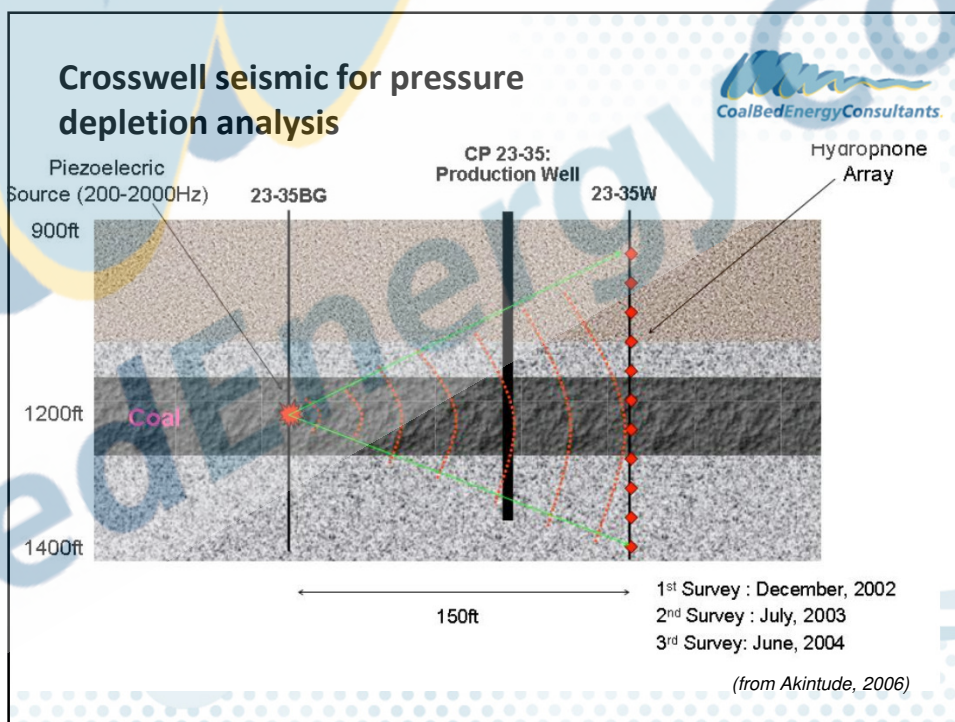 Crosswell seismic for pressure
depletion analysis
CoalBedEnergyConsultants.
Piezoelecric
Source (200-2000Hz)
23-35BG
CP 23-35:
Production Well
23-35W
Hydrophone
Array
900ft
1200ft
Coal
1400ft
150ft
1st Survey : December, 2002
2nd Survey : July, 2003
3rd Survey: June, 2004
(from Akintude, 2006)
edEnergyCo